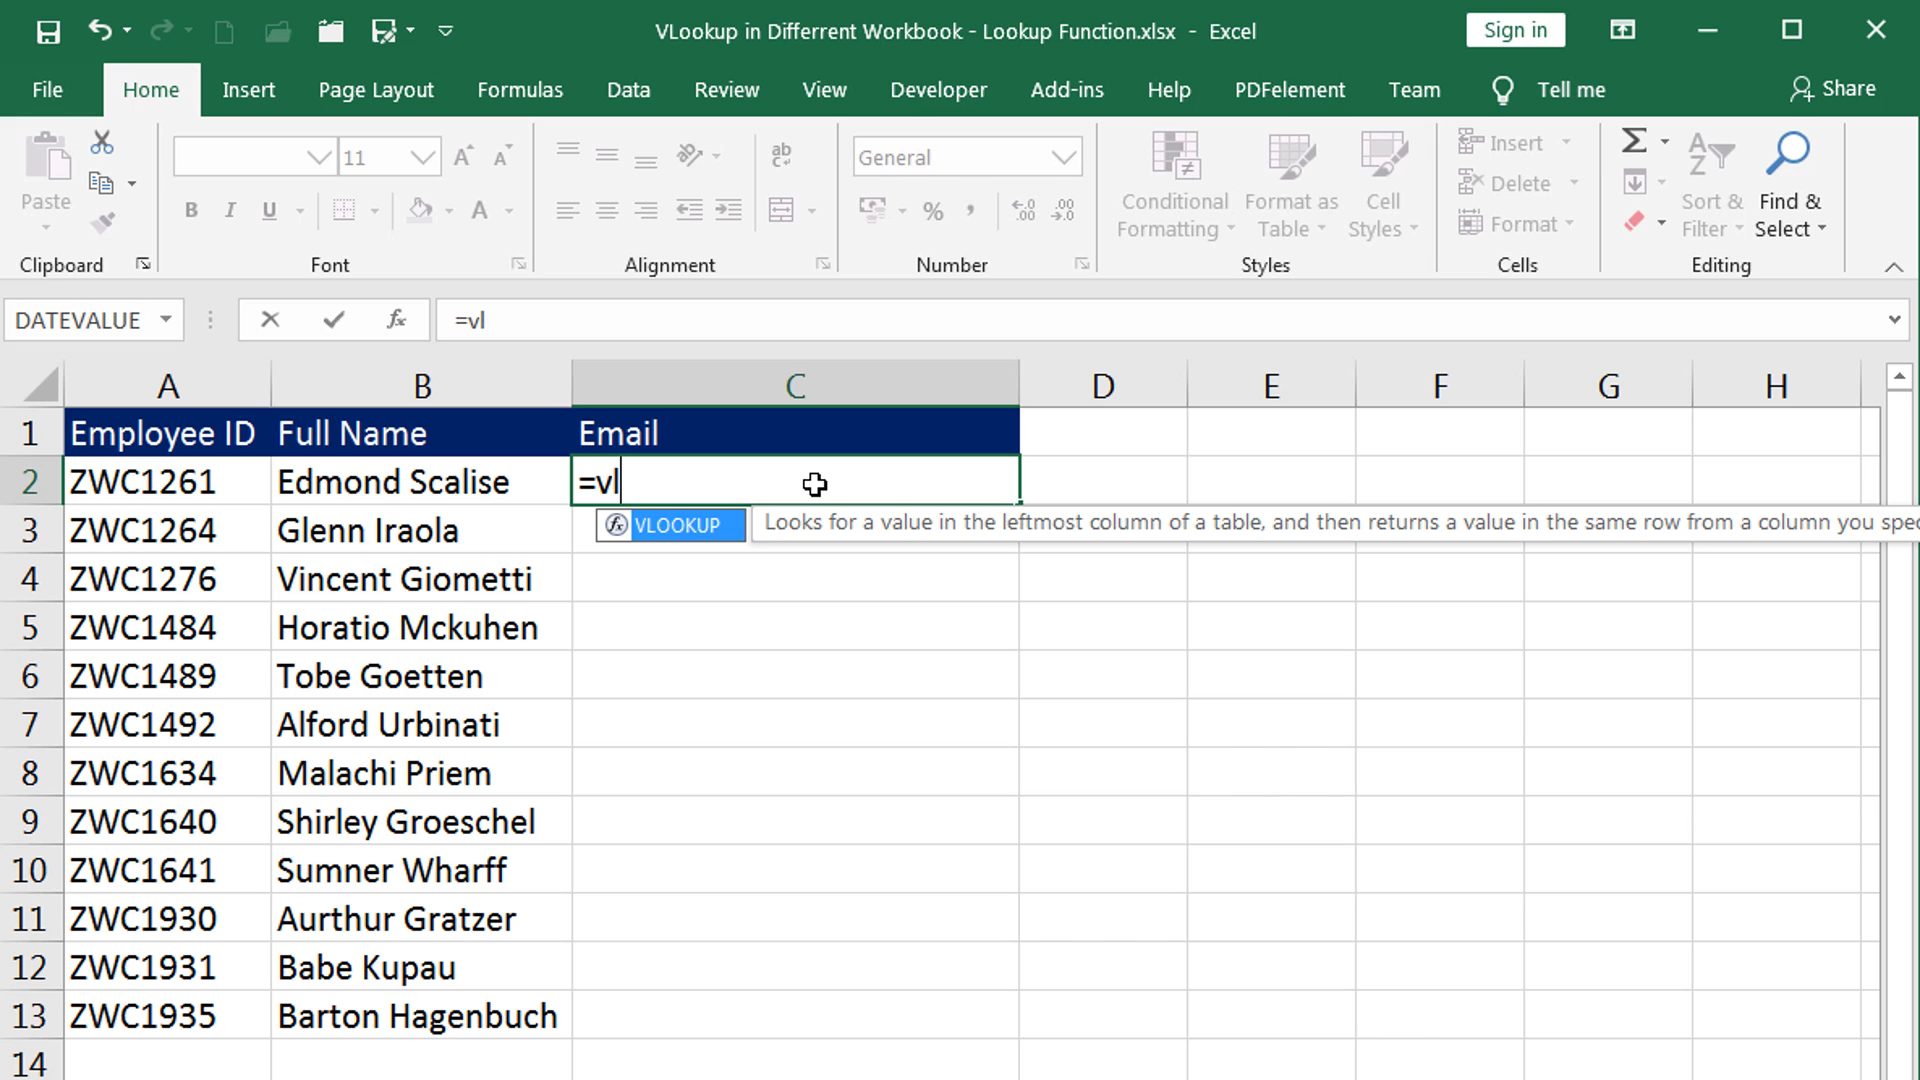 VLookup in Differrent Workbook - Lookup Function.xlsx - Excel
Sign in
File Home Insert Page Layout Formulas Data Review View Developer Add-ins Help PDFelement Team Tell me Share
Paste
Clipboard
11
B I U A
Font
ab
Alignment
General
% , .00
Number
Conditional Formatting
Format as Table
Cell Styles
Styles
Insert
Delete
Format
Cells
Sort & Filter
Find & Select
Editing
DATEVALUE fx =vl
A B C D E F G H
1 Employee ID Full Name Email
2 ZWC1261 Edmond Scalise =vl
VLOOKUP Looks for a value in the leftmost column of a table, and then returns a value in the same row from a column you spec
3 ZWC1264 Glenn Iraola
4 ZWC1276 Vincent Giometti
5 ZWC1484 Horatio Mckuhen
6 ZWC1489 Tobe Goetten
7 ZWC1492 Alford Urbinati
8 ZWC1634 Malachi Priem
9 ZWC1640 Shirley Groeschel
10 ZWC1641 Sumner Wharff
11 ZWC1930 Aurthur Gratzer
12 ZWC1931 Babe Kupau
13 ZWC1935 Barton Hagenbuch
14